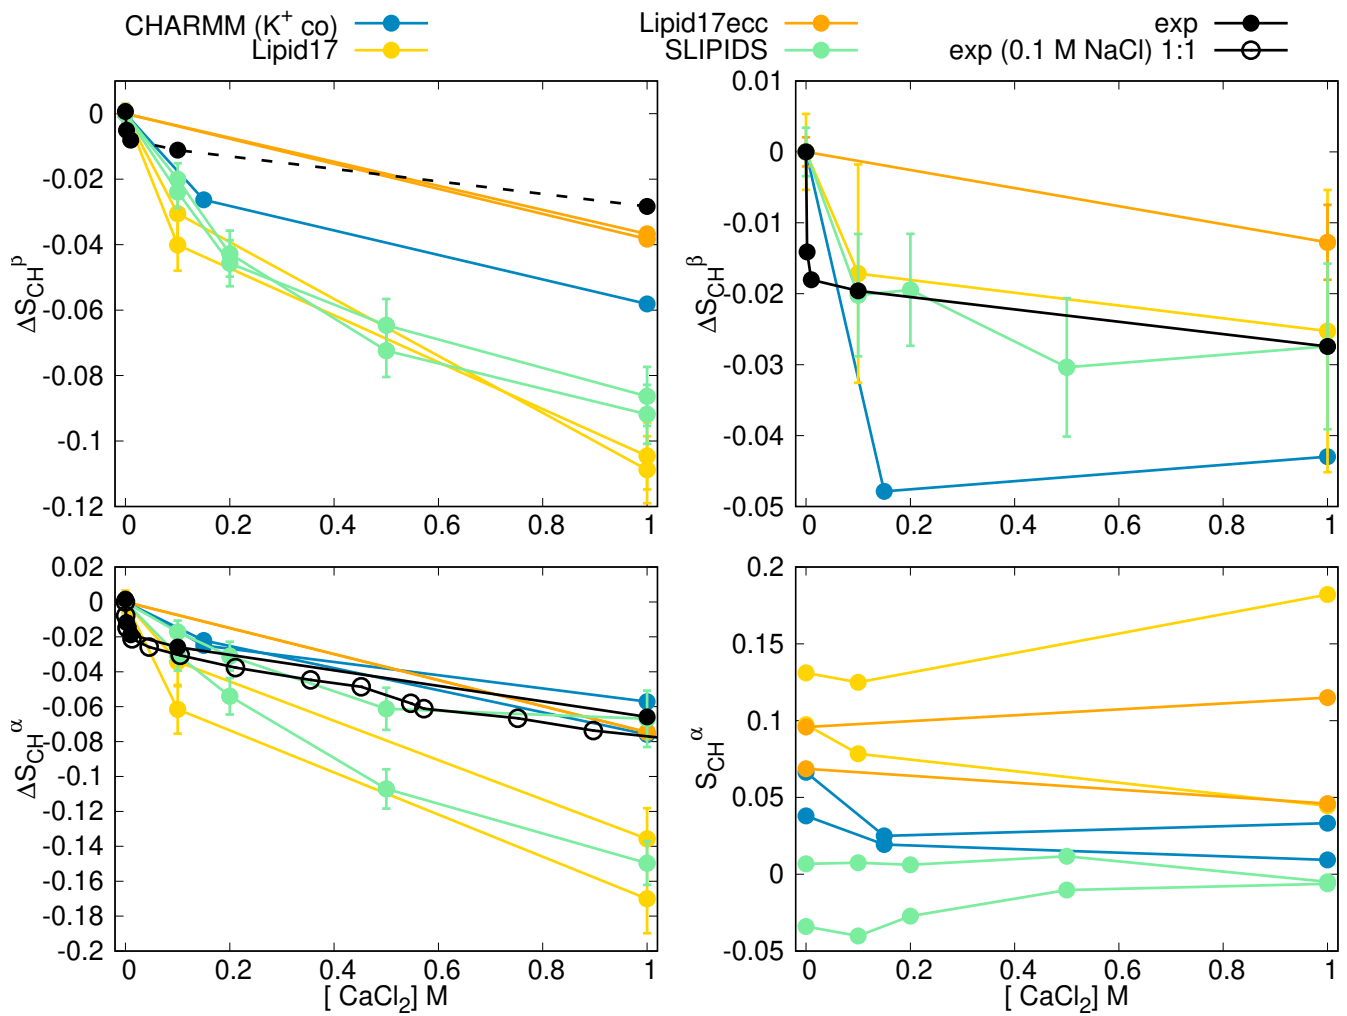 CHARMM (K⁺ co) Lipid17ecc exp
Lipid17 SLIPIDS exp (0.1 M NaCl) 1:1
0
-0.02
-0.04
-0.06
-0.08
-0.1
-0.12
0 0.2 0.4 0.6 0.8 1
ΔS_CH^β
0.01
0
-0.01
-0.02
-0.03
-0.04
-0.05
0 0.2 0.4 0.6 0.8 1
ΔS_CH^β
0.02
0
-0.02
-0.04
-0.06
-0.08
-0.1
-0.12
-0.14
-0.16
-0.18
-0.2
0 0.2 0.4 0.6 0.8 1
ΔS_CH^α
[ CaCl₂] M
0.2
0.15
0.1
0.05
0
-0.05
0 0.2 0.4 0.6 0.8 1
S_CH^α
[ CaCl₂] M